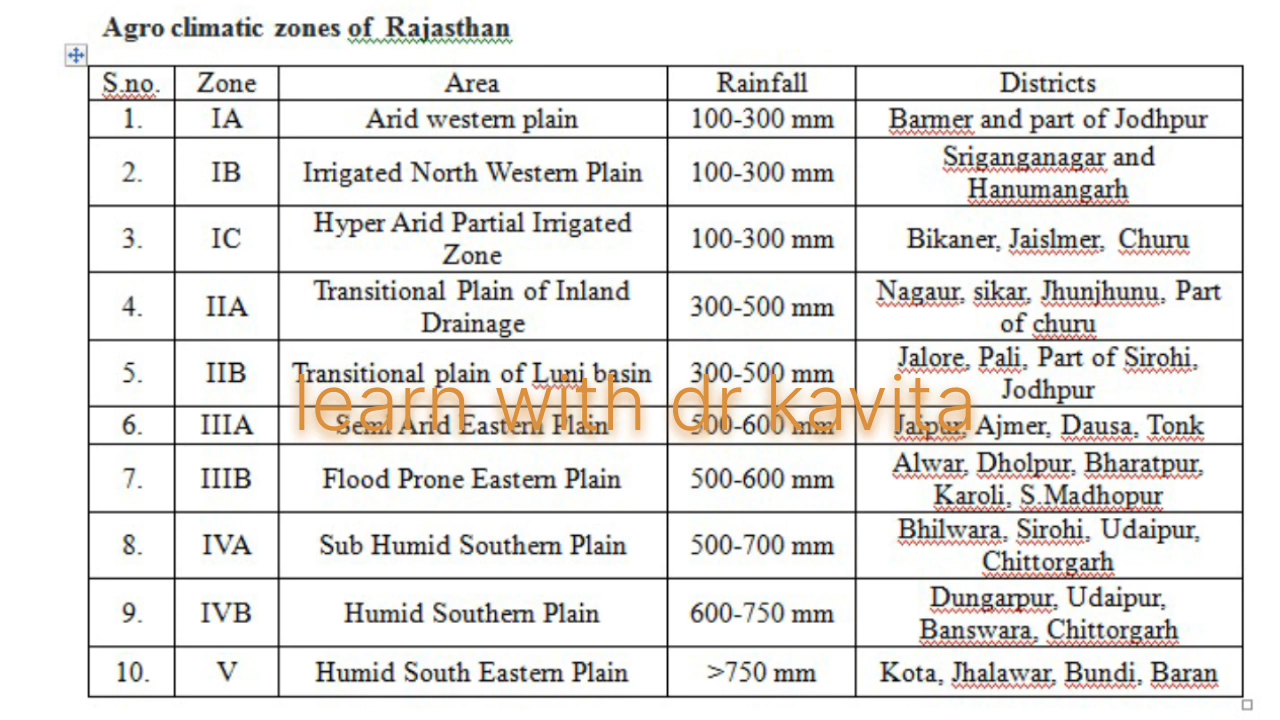 Agro climatic zones of Rajasthan
S.no. Zone Area Rainfall Districts
1. IA Arid western plain 100-300 mm Barmer and part of Jodhpur
2. IB Irrigated North Western Plain 100-300 mm Sriganganagar and
Hanumangarh
3. IC Hyper Arid Partial Irrigated
Zone 100-300 mm Bikaner, Jaislmer, Churu
4. IIA Transitional Plain of Inland
Drainage 300-500 mm Nagaur, sikar, Jhunjhunu, Part
of churu
5. IIB Transitional plain of Luni basin 300-500 mm Jalore, Pali, Part of Sirohi,
Jodhpur
learn with dr kavita
6. IIIA Semi Arid Eastern Plain 500-600 mm Jaipur, Ajmer, Dausa, Tonk
7. IIIB Flood Prone Eastern Plain 500-600 mm Alwar, Dholpur, Bharatpur,
Karoli, S.Madhopur
8. IVA Sub Humid Southern Plain 500-700 mm Bhilwara, Sirohi, Udaipur,
Chittorgarh
9. IVB Humid Southern Plain 600-750 mm Dungarpur, Udaipur,
Banswara, Chittorgarh
10. V Humid South Eastern Plain >750 mm Kota, Jhalawar, Bundi, Baran